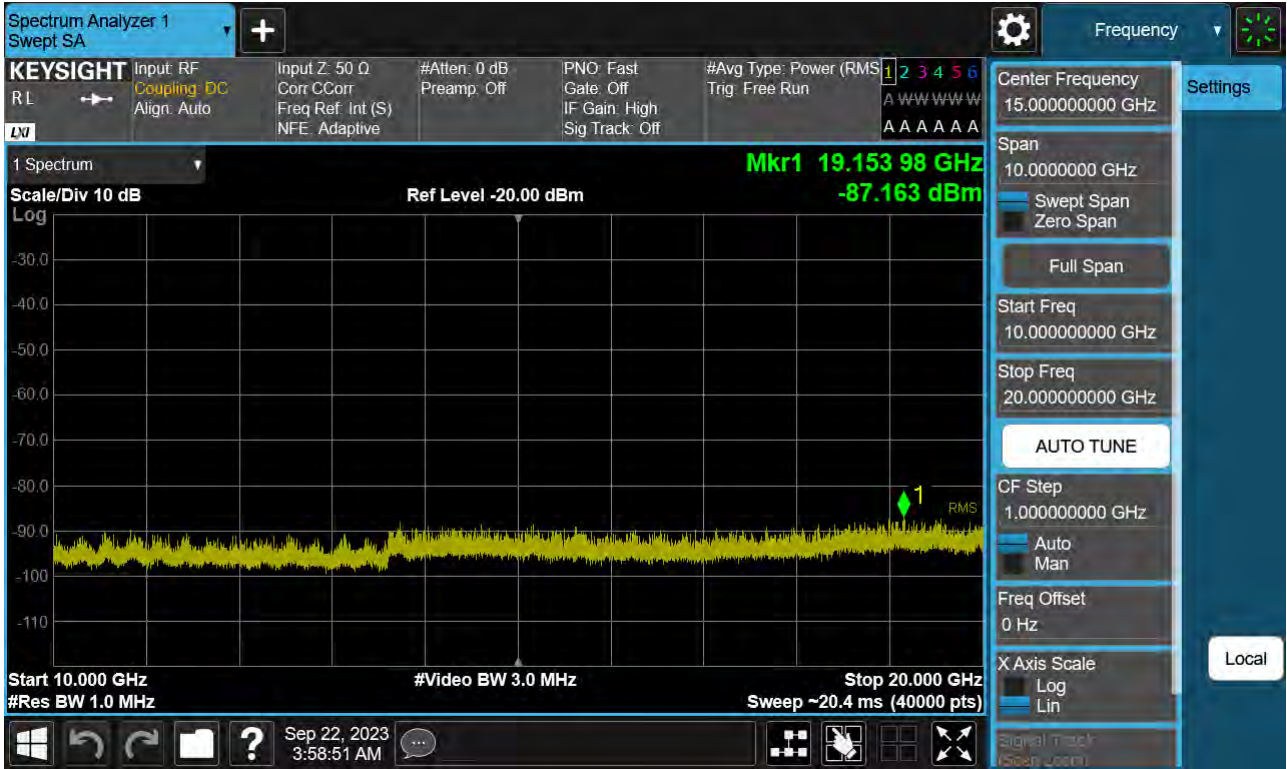 Spectrum Analyzer 1
Swept SA
+
Frequency
KEYSIGHT
R L
LXI
Input: RF
Coupling: DC
Align: Auto
Input Z: 50 Ω
Corr CCorr
Freq Ref: Int (S)
NFE: Adaptive
#Atten: 0 dB
Preamp: Off
PNO: Fast
Gate: Off
IF Gain: High
Sig Track: Off
#Avg Type: Power (RMS
Trig: Free Run
1 2 3 4 5 6
A W W W W W
A A A A A A
1 Spectrum
Scale/Div 10 dB
Log
Ref Level -20.00 dBm
Mkr1 19.153 98 GHz
-87.163 dBm
-30.0
-40.0
-50.0
-60.0
-70.0
-80.0
-90.0
-100
-110
1
RMS
Start 10.000 GHz
#Res BW 1.0 MHz
#Video BW 3.0 MHz
Stop 20.000 GHz
Sweep ~20.4 ms (40000 pts)
Center Frequency
15.000000000 GHz
Span
10.0000000 GHz
Swept Span
Zero Span
Full Span
Start Freq
10.000000000 GHz
Stop Freq
20.000000000 GHz
AUTO TUNE
CF Step
1.000000000 GHz
Auto
Man
Freq Offset
0 Hz
X Axis Scale
Log
Lin
Signal Track
(Span Zoom)
Settings
Local
?
Sep 22, 2023
3:58:51 AM